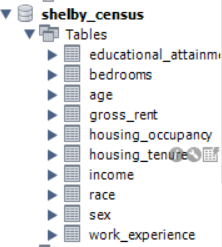 shelby_census
Tables
educational_attainm
bedrooms
age
gross_rent
housing_occupancy
housing_tenure
income
race
sex
work_experience